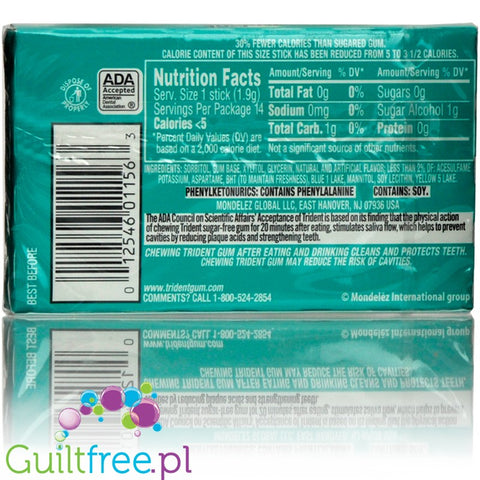 30% FEWER CALORIES THAN SUGARED GUM.
CALORIE CONTENT OF THIS SIZE STICK HAS BEEN REDUCED FROM 5 TO 3 1/2 CALORIES.
DISPOSE OF PROPERLY
ADA
Accepted
American
Dental
Association
Nutrition Facts
Serv. Size 1 stick (1.9g)
Servings Per Package 14
Calories <5
*Percent Daily Values (DV) are
based on a 2,000 calorie diet.
Amount/Serving % DV*
Total Fat 0g 0%
Sodium 0mg 0%
Total Carb. 1g 0%
Amount/Serving % DV*
Sugars 0g
Sugar Alcohol 1g
Protein 0g
Not a significant source of other nutrients.
INGREDIENTS: SORBITOL, GUM BASE, XYLITOL, GLYCERIN, NATURAL AND ARTIFICIAL FLAVORING; LESS THAN 2% OF: ACESULFAME
POTASSIUM, ASPARTAME, BHT (TO MAINTAIN FRESHNESS), BLUE 1 LAKE, MANNITOL, SOY LECITHIN, YELLOW 5 LAKE.
PHENYLKETONURICS: CONTAINS PHENYLALANINE CONTAINS: SOY.
MONDELEZ GLOBAL LLC, EAST HANOVER, NJ 07936 USA
The ADA Council on Scientific Affairs' Acceptance of Trident is based on its finding that the physical action
of chewing Trident sugar-free gum for 20 minutes after eating, stimulates saliva flow, which helps to prevent
cavities by reducing plaque acids and strengthening teeth.
CHEWING TRIDENT GUM AFTER EATING AND DRINKING CLEANS AND PROTECTS TEETH.
CHEWING TRIDENT GUM MAY REDUCE THE RISK OF CAVITIES.
www.tridentgum.com
COMMENTS? CALL 1-800-524-2854
© Mondelēz International group
BEST BEFORE
0 12546 01156 3
Guiltfree.pl